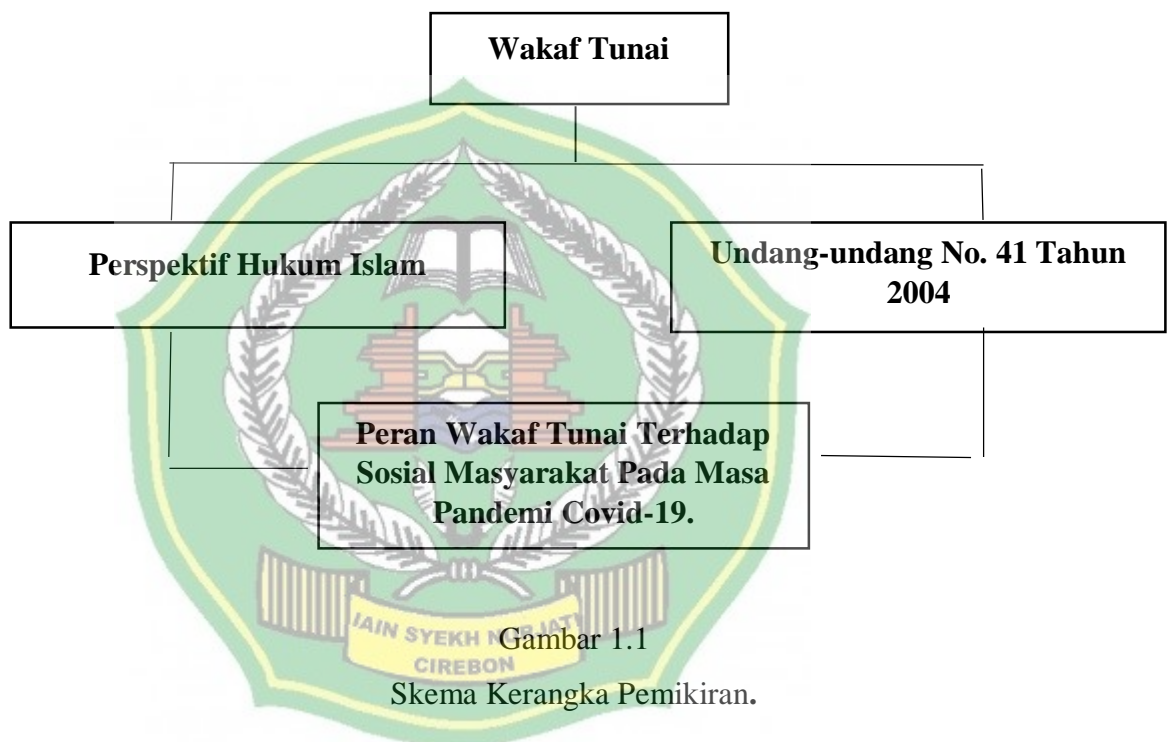 Wakaf Tunai
Perspektif Hukum Islam
Undang-undang No. 41 Tahun
2004
Peran Wakaf Tunai Terhadap
Sosial Masyarakat Pada Masa
Pandemi Covid-19.
IAIN SYEKH NURJATI
CIREBON
Gambar 1.1
Skema Kerangka Pemikiran.